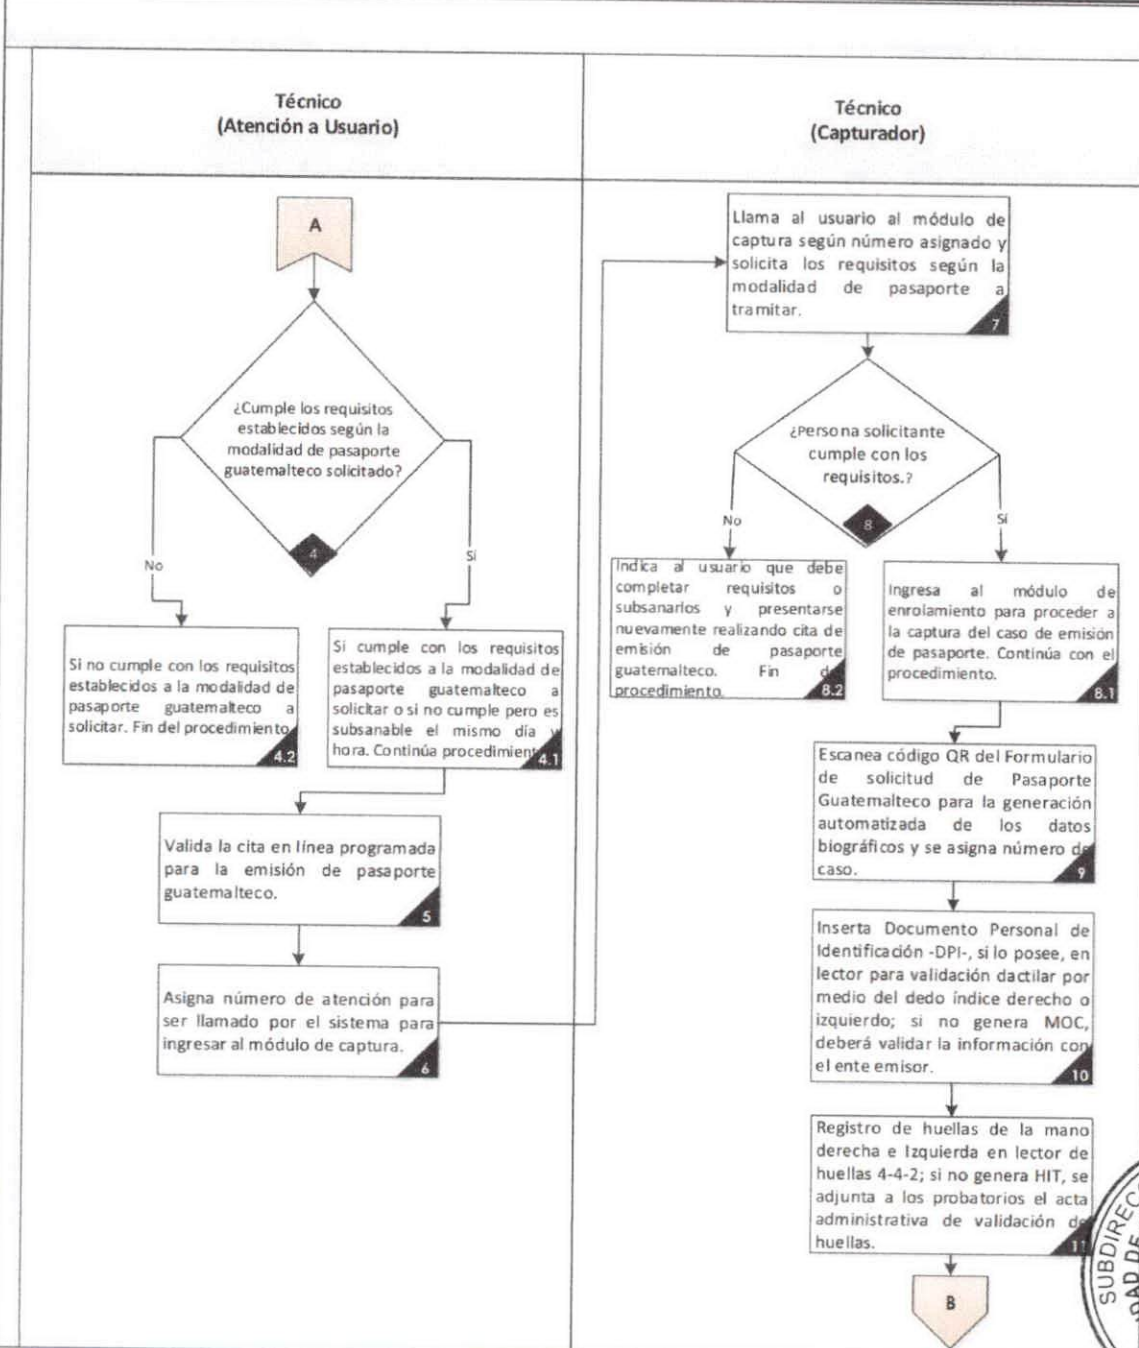 Técnico
(Atención a Usuario)
Técnico
(Capturador)
A
¿Cumple los requisitos
establecidos según la
modalidad de pasaporte
guatemalteco solicitado?
4
No
Sí
Si no cumple con los requisitos
establecidos a la modalidad de
pasaporte guatemalteco a
solicitar. Fin del procedimiento
4.2
Si cumple con los requisitos
establecidos a la modalidad de
pasaporte guatemalteco a
solicitar o si no cumple pero es
subsanable el mismo día y
hora. Continúa procedimient
4.1
Valida la cita en línea programada
para la emisión de pasaporte
guatemalteco.
5
Asigna número de atención para
ser llamado por el sistema para
ingresar al módulo de captura.
6
Llama al usuario al módulo de
captura según número asignado y
solicita los requisitos según la
modalidad de pasaporte a
tramitar.
7
¿Persona solicitante
cumple con los
requisitos.?
8
No
Sí
Indica al usuario que debe
completar requisitos o
subsanarlos y presentarse
nuevamente realizando cita de
emisión de pasaporte
guatemalteco. Fin de
procedimiento.
8.2
Ingresa al módulo de
enrolamiento para proceder a
la captura del caso de emisión
de pasaporte. Continúa con el
procedimiento.
8.1
Escanea código QR del Formulario
de solicitud de Pasaporte
Guatemalteco para la generación
automatizada de los datos
biográficos y se asigna número de
caso.
9
Inserta Documento Personal de
Identificación -DPI-, si lo posee, en
lector para validación dactilar por
medio del dedo índice derecho o
izquierdo; si no genera MOC,
deberá validar la información con
el ente emisor.
10
Registro de huellas de la mano
derecha e Izquierda en lector de
huellas 4-4-2; si no genera HIT, se
adjunta a los probatorios el acta
administrativa de validación de
huellas.
11
B
SUBDIRECC
DAD DE